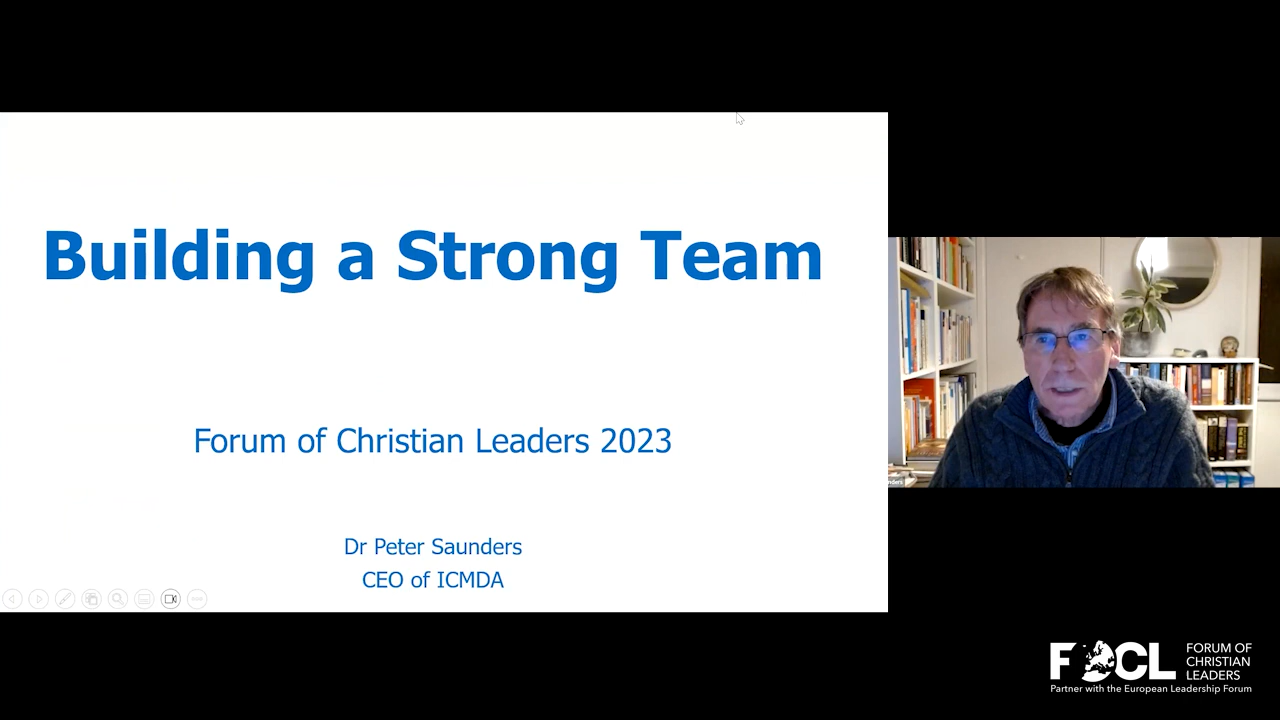 Building a Strong Team
Forum of Christian Leaders 2023
Dr Peter Saunders
CEO of ICMDA
FOCL
FORUM OF
CHRISTIAN
LEADERS
Partner with the European Leadership Forum